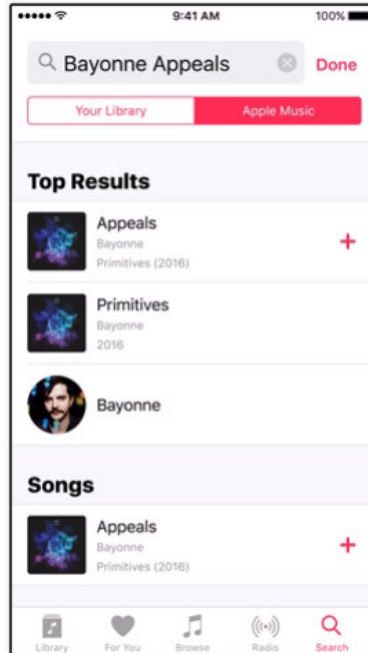 9:41 AM 100%
Bayonne Appeals Done
Your Library Apple Music
Top Results
Appeals
Bayonne
Primitives (2016)
Primitives
Bayonne
2016
Bayonne
Songs
Appeals
Bayonne
Primitives (2016)
Library For You Browse Radio Search